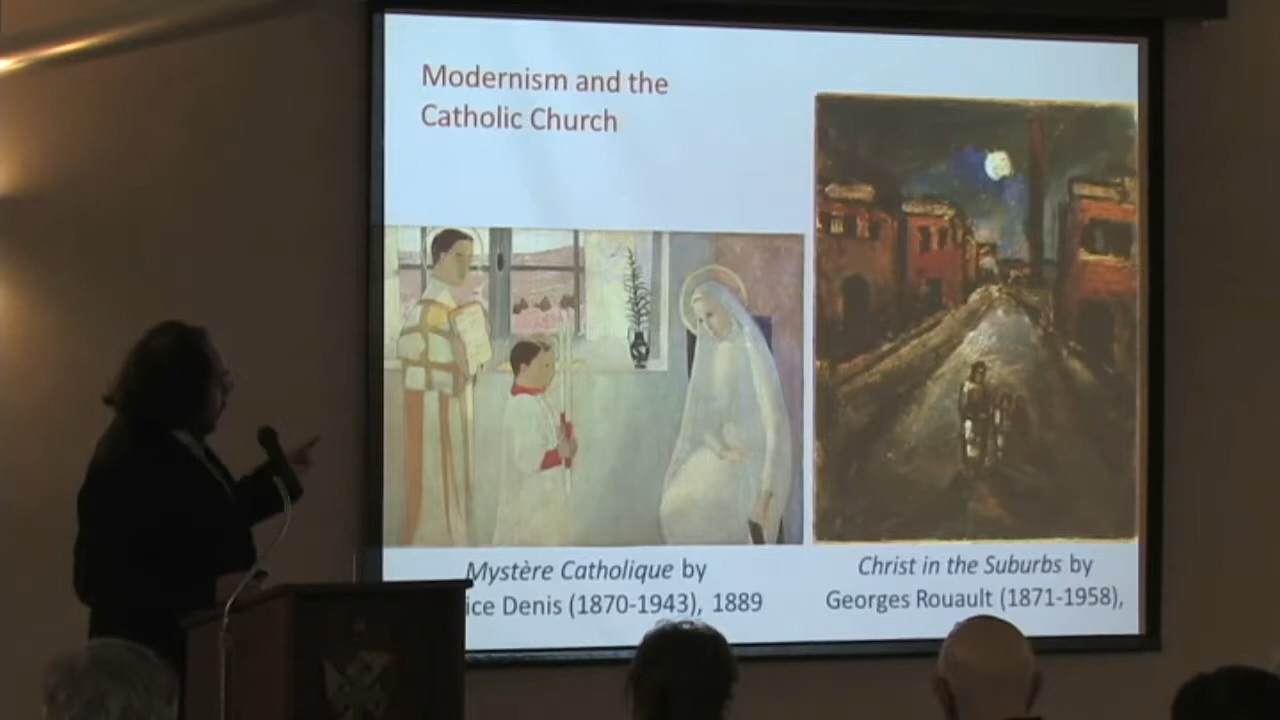 Modernism and the
Catholic Church
Mystère Catholique by
ice Denis (1870-1943), 1889
Christ in the Suburbs by
Georges Rouault (1871-1958),